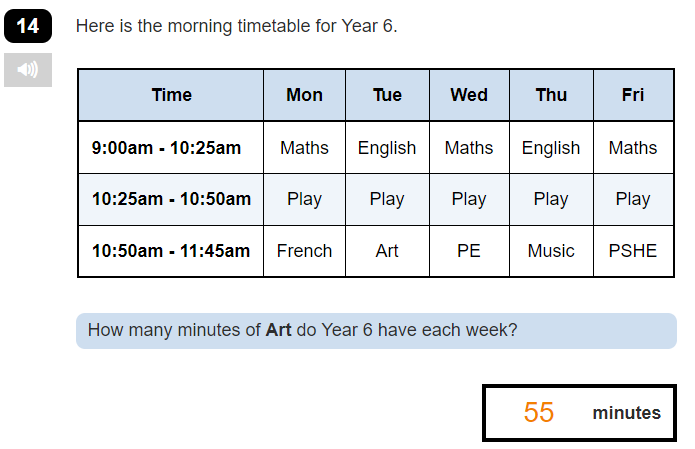 14
Here is the morning timetable for Year 6.
Time Mon Tue Wed Thu Fri
9:00am - 10:25am Maths English Maths English Maths
10:25am - 10:50am Play Play Play Play Play
10:50am - 11:45am French Art PE Music PSHE
How many minutes of Art do Year 6 have each week?
55 minutes